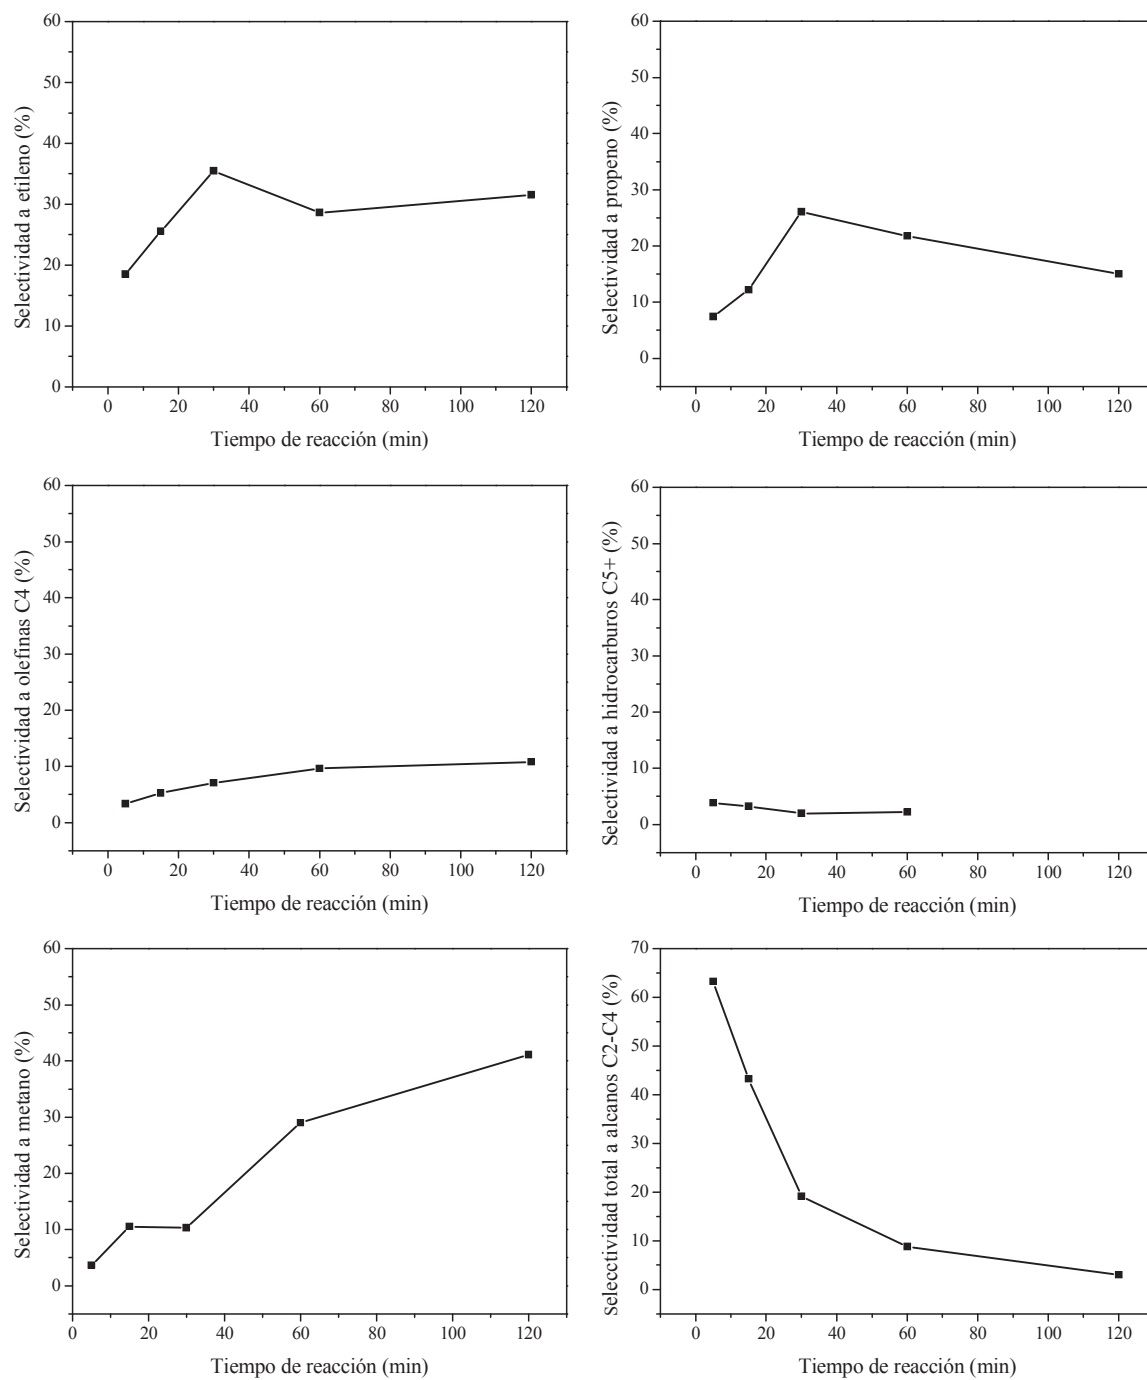 60
50
40
30
20
10
0
Selectividad a etileno (%)
0 20 40 60 80 100 120
Tiempo de reacción (min)
60
50
40
30
20
10
0
Selectividad a propeno (%)
0 20 40 60 80 100 120
Tiempo de reacción (min)
60
50
40
30
20
10
0
Selectividad a olefinas C4 (%)
0 20 40 60 80 100 120
Tiempo de reacción (min)
60
50
40
30
20
10
0
Selectividad a hidrocarburos C5+ (%)
0 20 40 60 80 100 120
Tiempo de reacción (min)
60
50
40
30
20
10
0
Selectividad a metano (%)
0 20 40 60 80 100 120
Tiempo de reacción (min)
70
60
50
40
30
20
10
0
Selecctividad total a alcanos C2-C4 (%)
0 20 40 60 80 100 120
Tiempo de reacción (min)